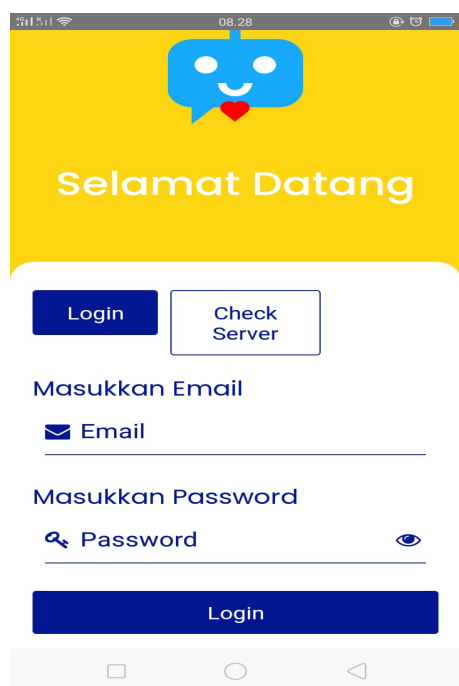 08.28
Selamat Datang
Login
Check
Server
Masukkan Email
Email
Masukkan Password
Password
Login